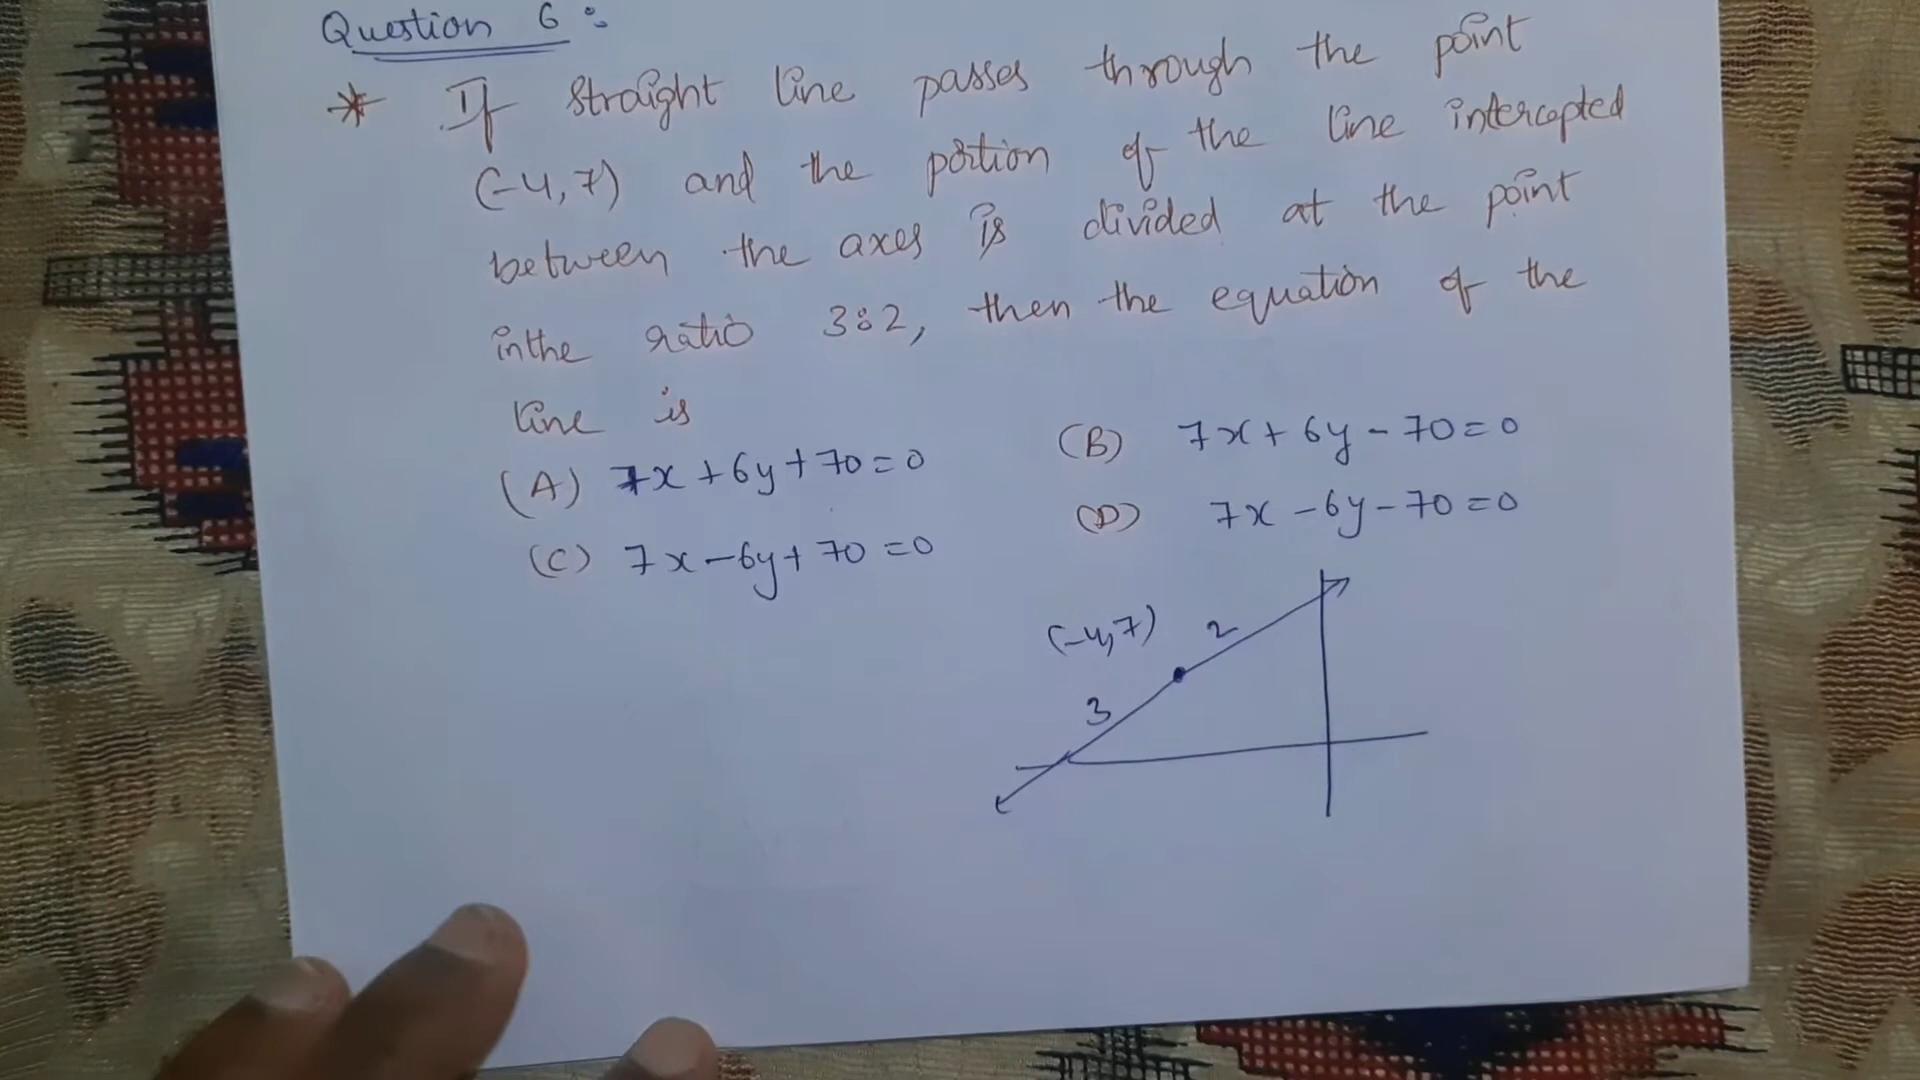 Question 6 :
* If straight line passes through the point
(-4,7) and the portion of the line intercepted
between the axes is divided at the point
in the ratio 3:2, then the equation of the
line is
(A) 7x + 6y + 70 = 0 (B) 7x + 6y - 70 = 0
(C) 7x - 6y + 70 = 0 (D) 7x - 6y - 70 = 0
(-4,7) 2
3